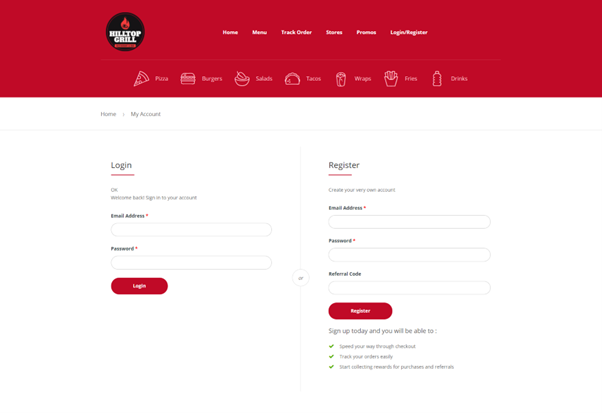 HILLTOP
GRILL
Home Menu Track Order Stores Promos Login/Register
Pizza Burgers Salads Tacos Wraps Fries Drinks
Home › My Account
Login
OK
Welcome back! Sign in to your account
Email Address *
Password *
Login
or
Register
Create your very own account
Email Address *
Password *
Referral Code
Register
Sign up today and you will be able to :
Speed your way through checkout
Track your orders easily
Start collecting rewards for purchases and referrals